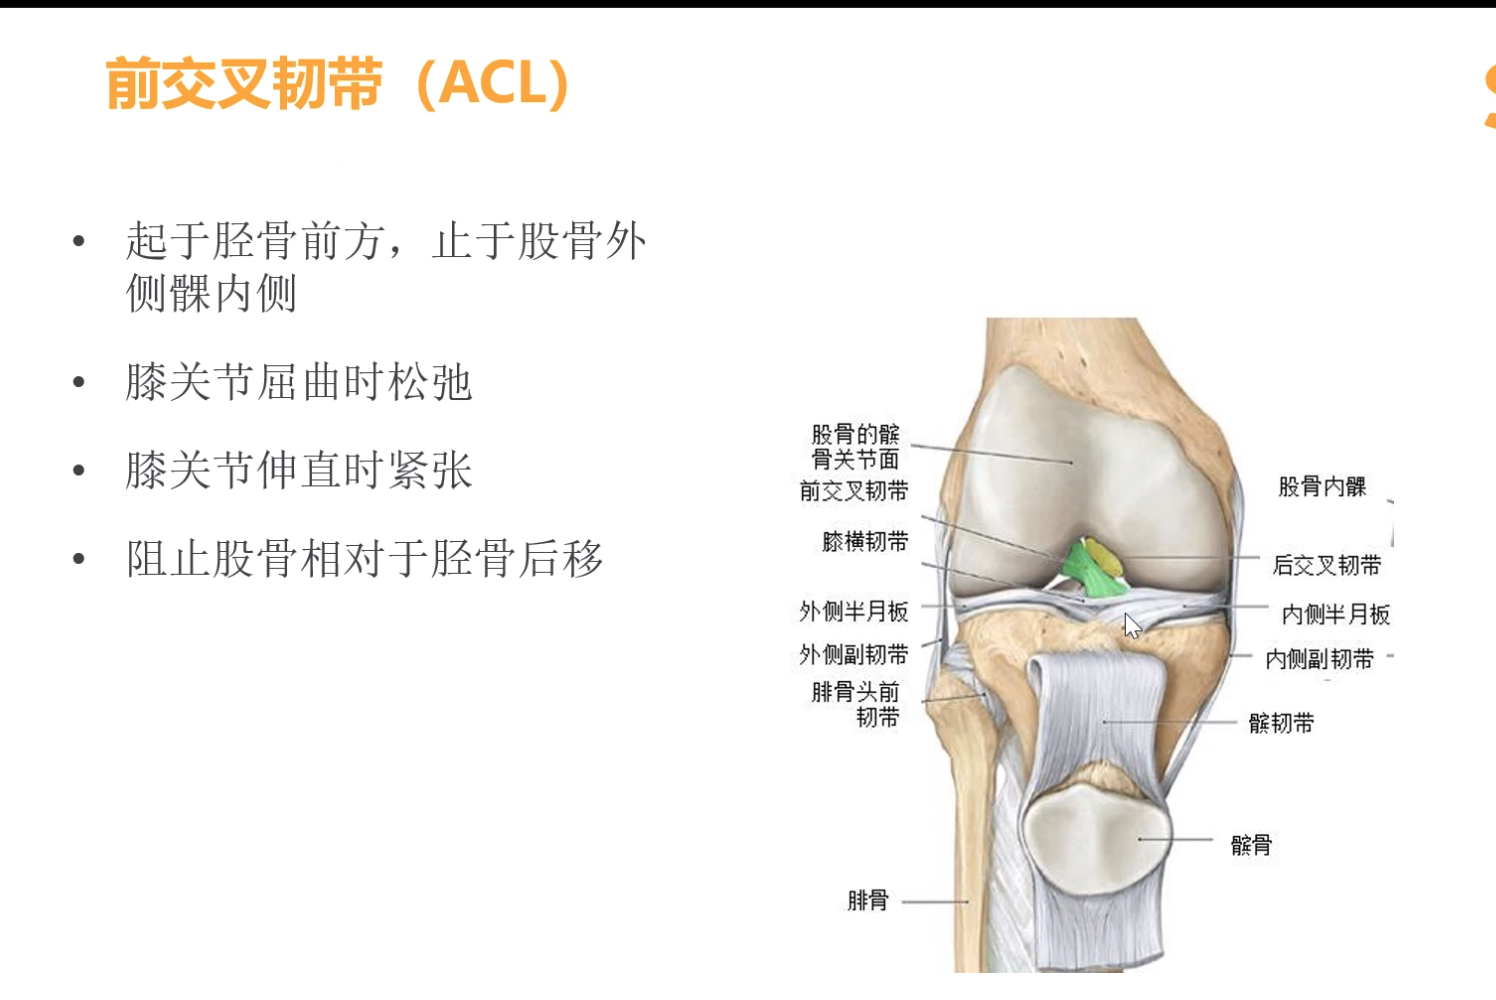 前交叉韧带（ACL）
• 起于胫骨前方，止于股骨外
侧髁内侧
• 膝关节屈曲时松弛
• 膝关节伸直时紧张
• 阻止股骨相对于胫骨后移
股骨的髌
骨关节面
前交叉韧带
膝横韧带
外侧半月板
外侧副韧带
腓骨头前
韧带
腓骨
股骨内髁
后交叉韧带
内侧半月板
内侧副韧带
髌韧带
髌骨